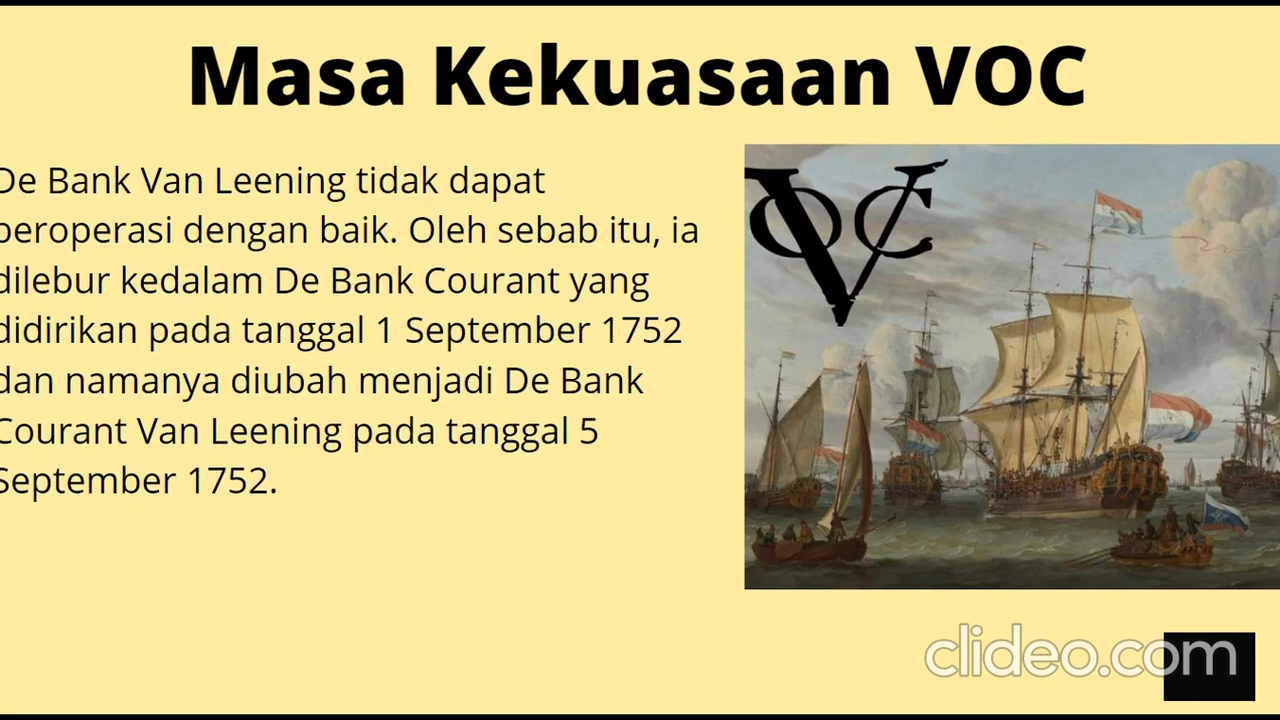 Masa Kekuasaan VOC
De Bank Van Leening tidak dapat
beroperasi dengan baik. Oleh sebab itu, ia
dilebur kedalam De Bank Courant yang
didirikan pada tanggal 1 September 1752
dan namanya diubah menjadi De Bank
Courant Van Leening pada tanggal 5
September 1752.
VOC
clideo.com